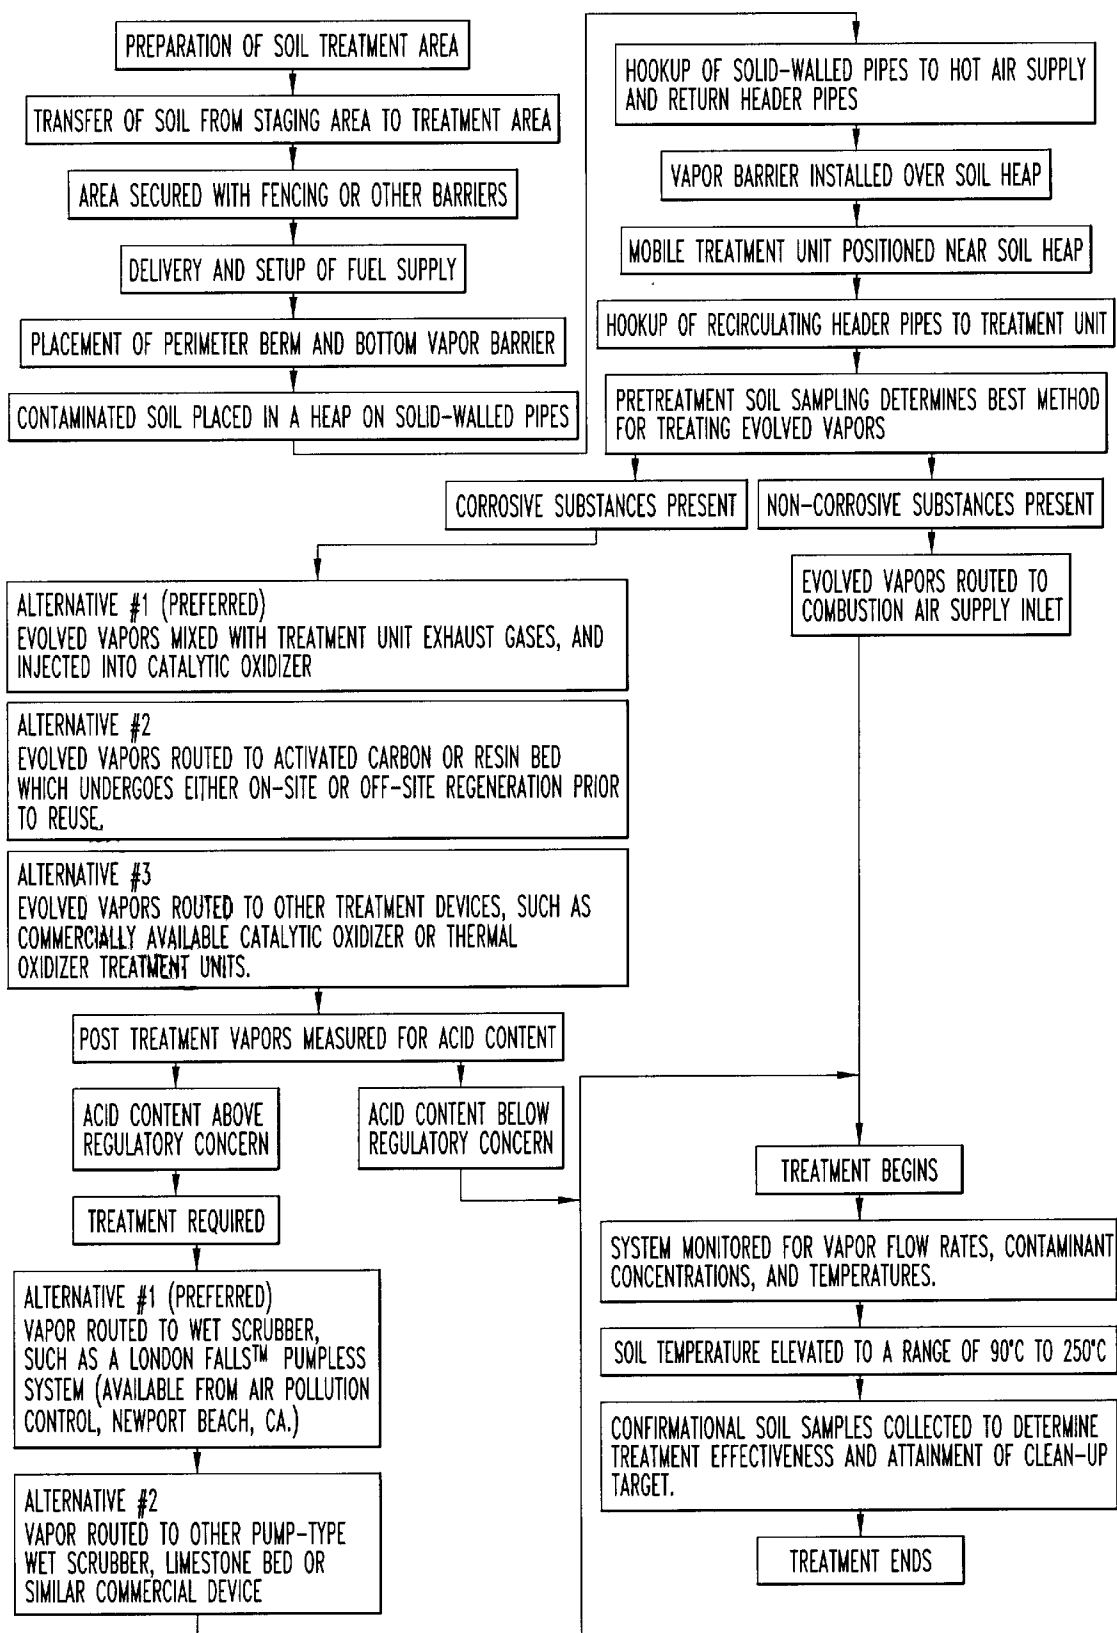 PREPARATION OF SOIL TREATMENT AREA
TRANSFER OF SOIL FROM STAGING AREA TO TREATMENT AREA
AREA SECURED WITH FENCING OR OTHER BARRIERS
DELIVERY AND SETUP OF FUEL SUPPLY
PLACEMENT OF PERIMETER BERM AND BOTTOM VAPOR BARRIER
CONTAMINATED SOIL PLACED IN A HEAP ON SOLID-WALLED PIPES
HOOKUP OF SOLID-WALLED PIPES TO HOT AIR SUPPLY
AND RETURN HEADER PIPES
VAPOR BARRIER INSTALLED OVER SOIL HEAP
MOBILE TREATMENT UNIT POSITIONED NEAR SOIL HEAP
HOOKUP OF RECIRCULATING HEADER PIPES TO TREATMENT UNIT
PRETREATMENT SOIL SAMPLING DETERMINES BEST METHOD
FOR TREATING EVOLVED VAPORS
CORROSIVE SUBSTANCES PRESENT
NON-CORROSIVE SUBSTANCES PRESENT
EVOLVED VAPORS ROUTED TO
COMBUSTION AIR SUPPLY INLET
ALTERNATIVE #1 (PREFERRED)
EVOLVED VAPORS MIXED WITH TREATMENT UNIT EXHAUST GASES, AND
INJECTED INTO CATALYTIC OXIDIZER
ALTERNATIVE #2
EVOLVED VAPORS ROUTED TO ACTIVATED CARBON OR RESIN BED
WHICH UNDERGOES EITHER ON-SITE OR OFF-SITE REGENERATION PRIOR
TO REUSE.
ALTERNATIVE #3
EVOLVED VAPORS ROUTED TO OTHER TREATMENT DEVICES, SUCH AS
COMMERCIALLY AVAILABLE CATALYTIC OXIDIZER OR THERMAL
OXIDIZER TREATMENT UNITS.
POST TREATMENT VAPORS MEASURED FOR ACID CONTENT
ACID CONTENT ABOVE
REGULATORY CONCERN
ACID CONTENT BELOW
REGULATORY CONCERN
TREATMENT REQUIRED
ALTERNATIVE #1 (PREFERRED)
VAPOR ROUTED TO WET SCRUBBER,
SUCH AS A LONDON FALLS™ PUMPLESS
SYSTEM (AVAILABLE FROM AIR POLLUTION
CONTROL, NEWPORT BEACH, CA.)
ALTERNATIVE #2
VAPOR ROUTED TO OTHER PUMP-TYPE
WET SCRUBBER, LIMESTONE BED OR
SIMILAR COMMERCIAL DEVICE
TREATMENT BEGINS
SYSTEM MONITORED FOR VAPOR FLOW RATES, CONTAMINANT
CONCENTRATIONS, AND TEMPERATURES.
SOIL TEMPERATURE ELEVATED TO A RANGE OF 90°C TO 250°C
CONFIRMATIONAL SOIL SAMPLES COLLECTED TO DETERMINE
TREATMENT EFFECTIVENESS AND ATTAINMENT OF CLEAN-UP
TARGET.
TREATMENT ENDS